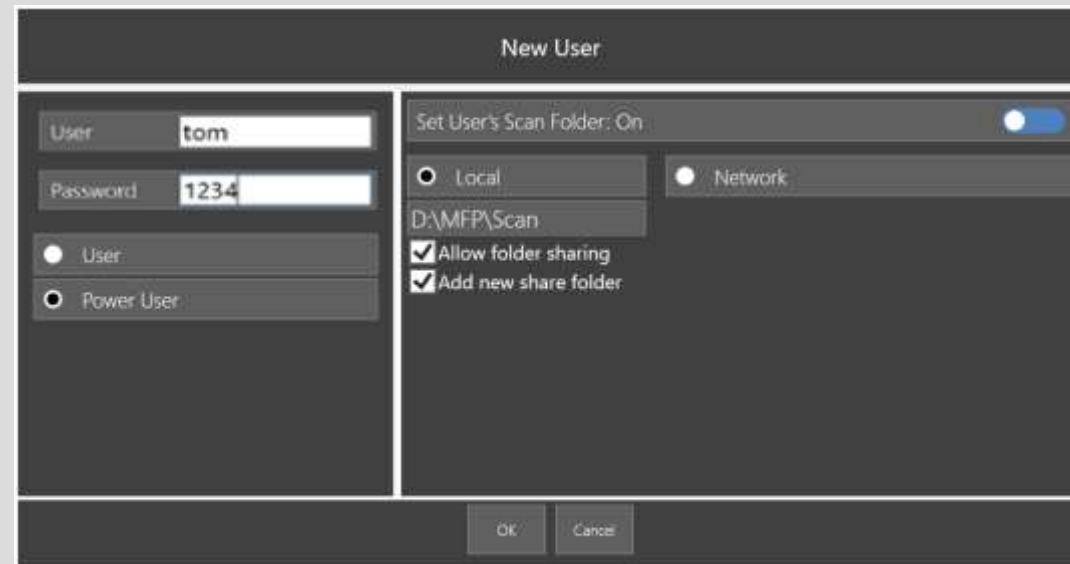 New User
User tom
Password 1234
User
Power User
Set User's Scan Folder: On
Local Network
D:\MFP\Scan
Allow folder sharing
Add new share folder
OK Cancel